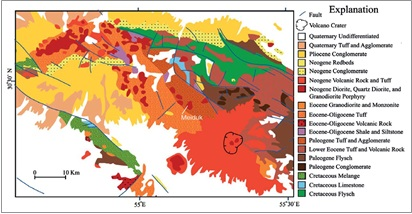 Explanation
Fault
Volcano Crater
Quaternary Undifferentiated
Quaternary Tuff and Agglomerate
Pliocene Conglomerate
Neogene Redbeds
Neogene Conglomerate
Neogene Volcanic Rock and Tuff
Neogene Diorite, Quartz Diorite, and
Granodiorite Porphyry
Eocene Granodiorite and Monzonite
Eocene-Oligocene Tuff
Eocene-Oligocene Volcanic Rock
Eocene-Oligocene Shale and Siltstone
Paleogene Tuff and Agglomerate
Lower Eocene Tuff and Volcanic Rock
Paleogene Flysch
Paleogene Conglomerate
Cretaceous Melange
Cretaceous Limestone
Cretaceous Flysch
30°30'N
Meiduk
0 10 Km
55°E
55°30'E